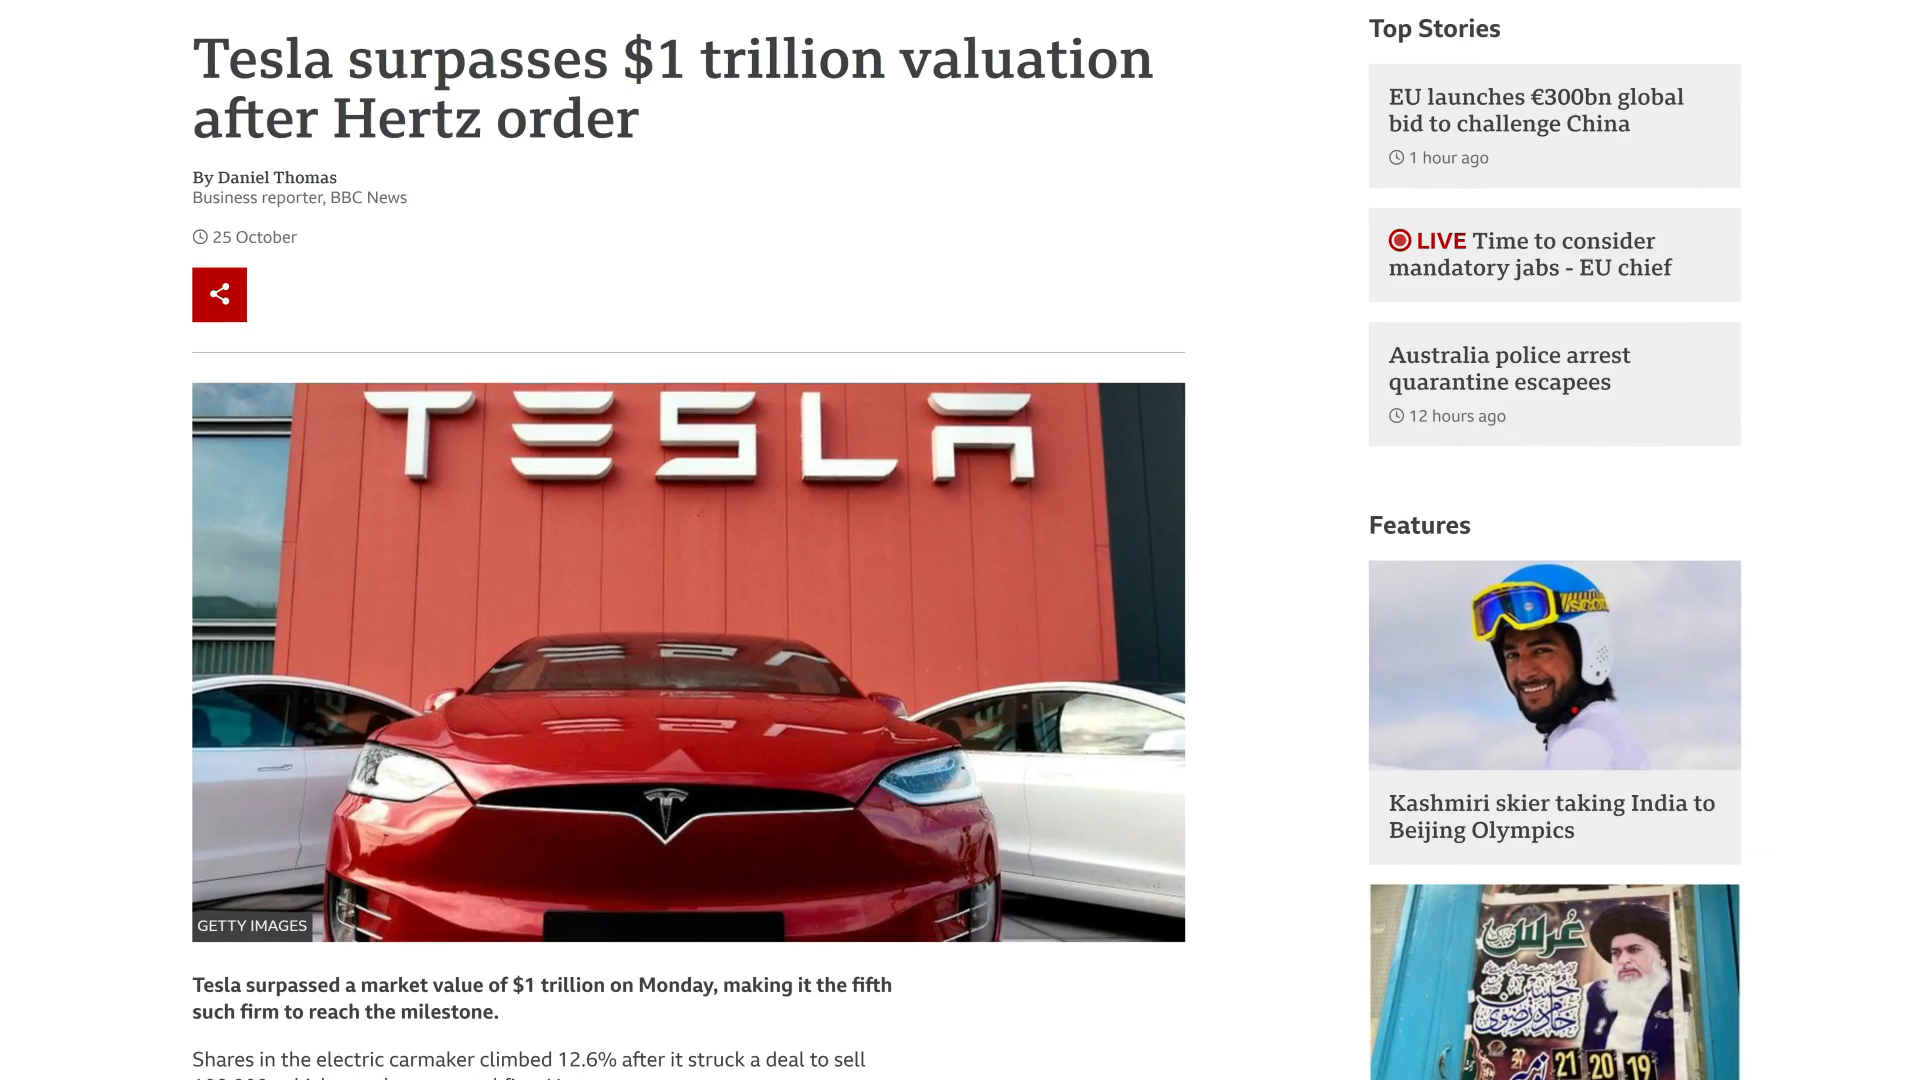 Tesla surpasses $1 trillion valuation
after Hertz order
By Daniel Thomas
Business reporter, BBC News
25 October
TESLA
GETTY IMAGES
Tesla surpassed a market value of $1 trillion on Monday, making it the fifth
such firm to reach the milestone.
Shares in the electric carmaker climbed 12.6% after it struck a deal to sell
Top Stories
EU launches €300bn global
bid to challenge China
1 hour ago
LIVE Time to consider
mandatory jabs - EU chief
Australia police arrest
quarantine escapees
12 hours ago
Features
Kashmiri skier taking India to
Beijing Olympics
عُرس
خادم حسین رضوی
21 20 19